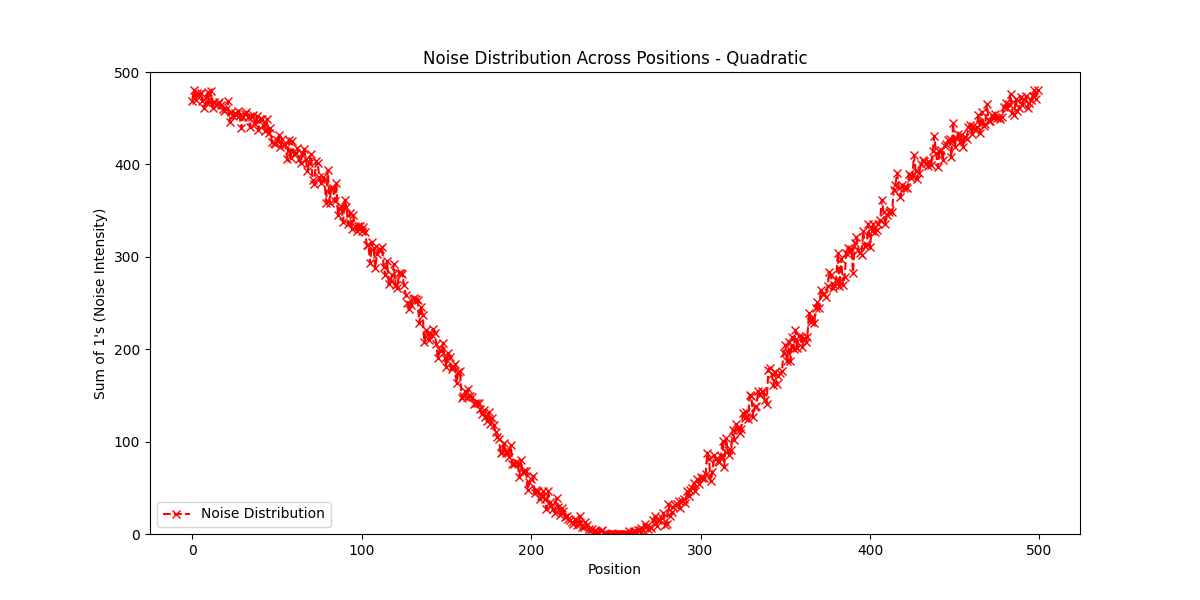 Noise Distribution Across Positions - Quadratic
500
400
300
200
100
0
Sum of 1's (Noise Intensity)
Noise Distribution
0 100 200 300 400 500
Position